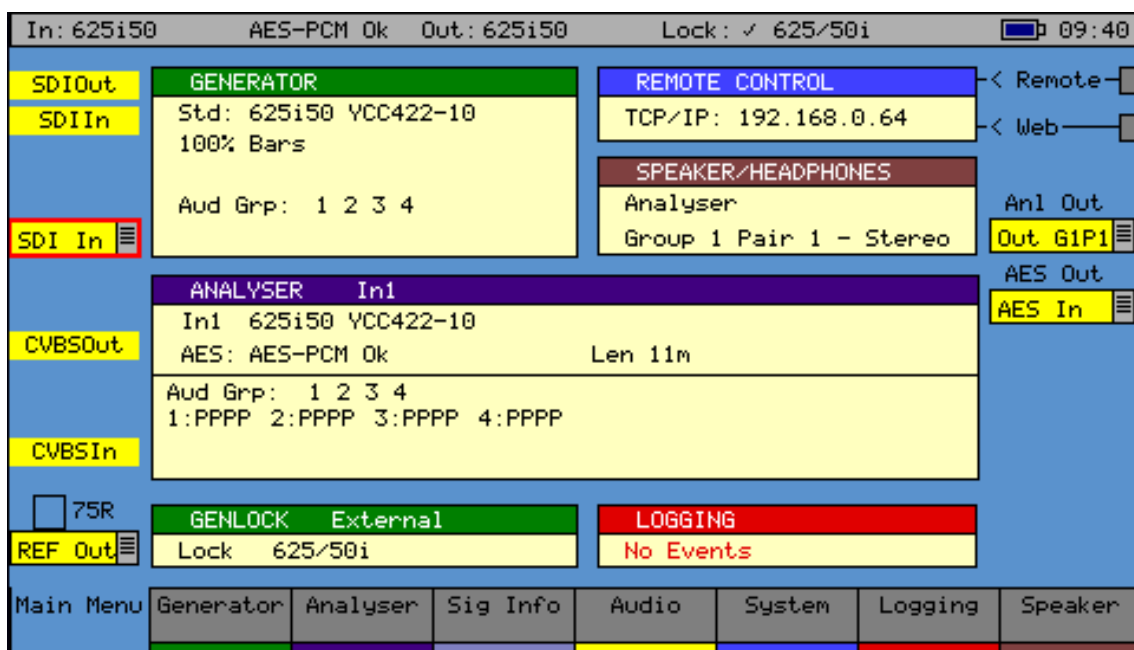 In: 625i50 AES-PCM Ok Out: 625i50 Lock: ✓ 625/50i 09:40
SDIOut
SDIIn
SDI In
CVBSOut
CVBSIn
75R
REF Out
GENERATOR
Std: 625i50 YCC422-10
100% Bars
Aud Grp: 1 2 3 4
REMOTE CONTROL
TCP/IP: 192.168.0.64
< Remote
< Web
SPEAKER/HEADPHONES
Analyser
Group 1 Pair 1 - Stereo
Anl Out
Out G1P1
AES Out
AES In
ANALYSER In1
In1 625i50 YCC422-10
AES: AES-PCM Ok Len 11m
Aud Grp: 1 2 3 4
1:PPPP 2:PPPP 3:PPPP 4:PPPP
GENLOCK External
Lock 625/50i
LOGGING
No Events
Main Menu Generator Analyser Sig Info Audio System Logging Speaker